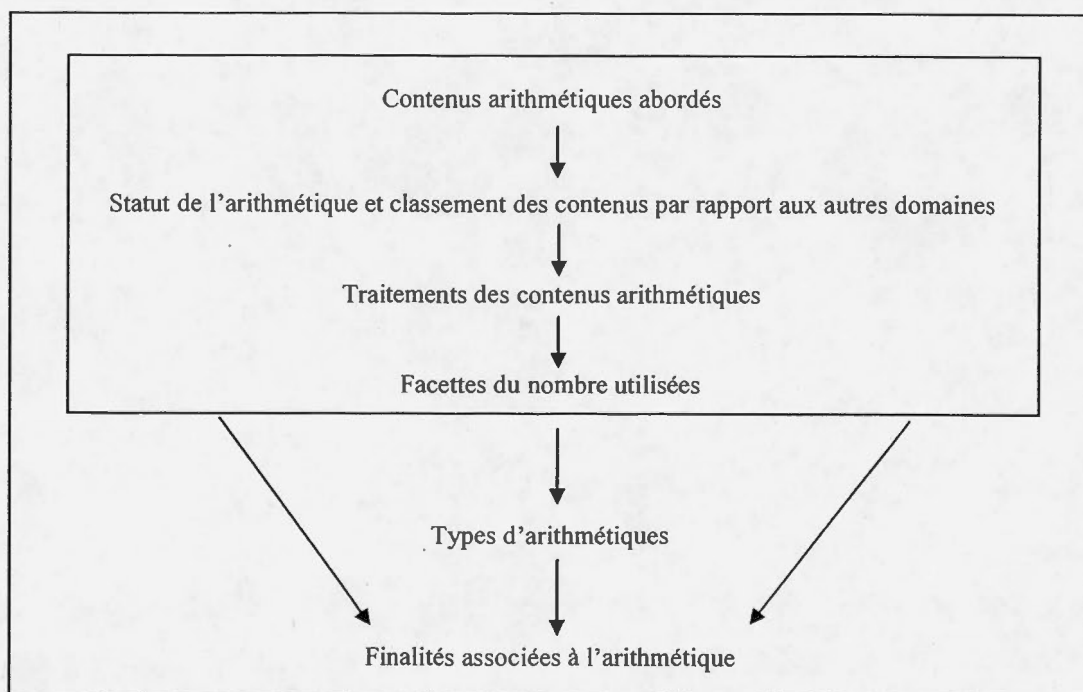 Contenus arithmétiques abordés
Statut de l'arithmétique et classement des contenus par rapport aux autres domaines
Traitements des contenus arithmétiques
Facettes du nombre utilisées
Types d'arithmétiques
Finalités associées à l'arithmétique